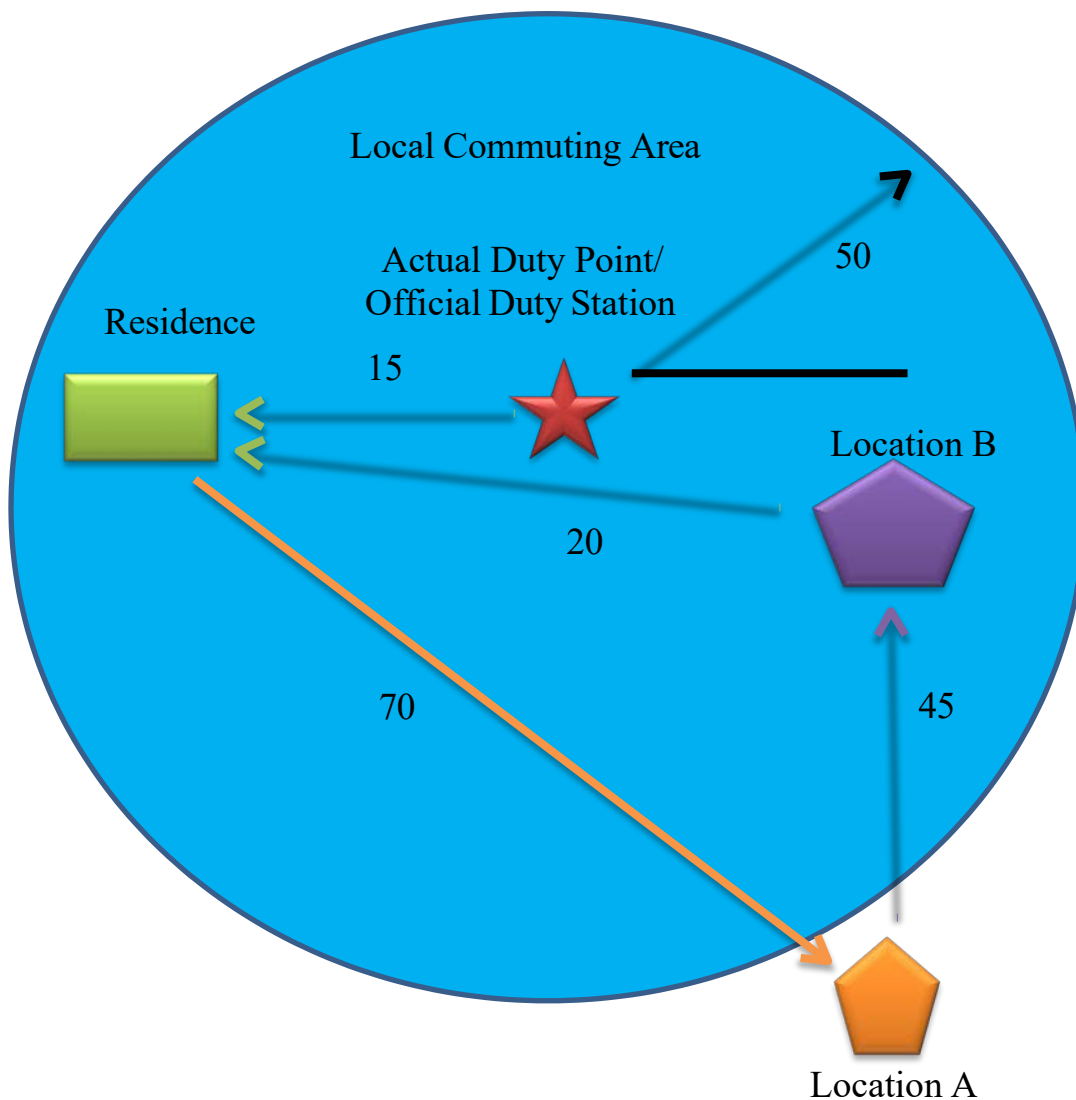 Local Commuting Area
Actual Duty Point/
Official Duty Station
50
Residence
15
Location B
20
70
45
Location A